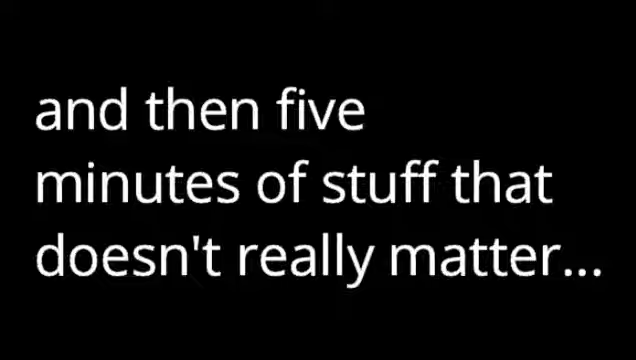 and then five
minutes of stuff that
doesn't really matter...